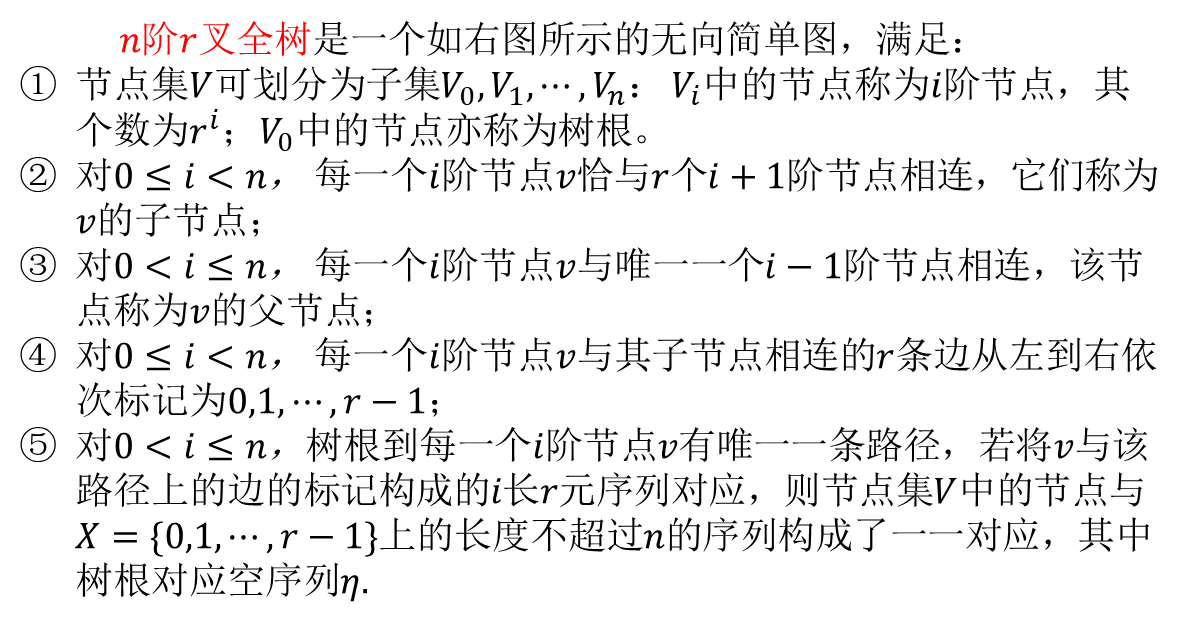 n阶r叉全树是一个如右图所示的无向简单图，满足：
① 节点集V可划分为子集V₀,V₁,⋯,Vₙ：Vᵢ中的节点称为i阶节点，其
个数为rⁱ；V₀中的节点亦称为树根。
② 对0 ≤ i < n， 每一个i阶节点v恰与r个i + 1阶节点相连，它们称为
v的子节点；
③ 对0 < i ≤ n， 每一个i阶节点v与唯一一个i − 1阶节点相连，该节
点称为v的父节点；
④ 对0 ≤ i < n， 每一个i阶节点v与其子节点相连的r条边从左到右依
次标记为0,1,⋯,r − 1；
⑤ 对0 < i ≤ n，树根到每一个i阶节点v有唯一一条路径，若将v与该
路径上的边的标记构成的i长r元序列对应，则节点集V中的节点与
X = {0,1,⋯,r − 1}上的长度不超过n的序列构成了一一对应，其中
树根对应空序列η.